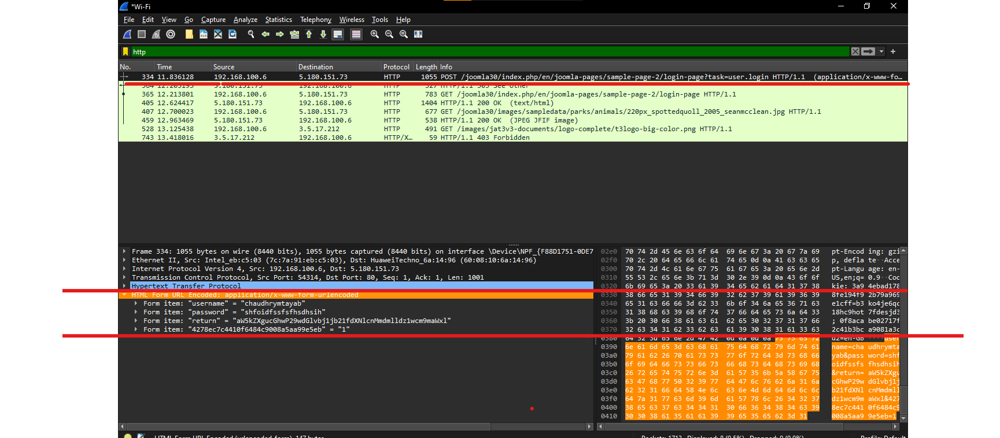 *Wi-Fi
File Edit View Go Capture Analyze Statistics Telephony Wireless Tools Help
http
No. Time Source Destination Protocol Length Info
334 11.836128 192.168.100.6 5.180.151.73 HTTP 1055 POST /joomla30/index.php/en/joomla-pages/sample-page-2/login-page?task=user.login HTTP/1.1 (application/x-www-fo…
364 12.205195 5.180.151.73 192.168.100.6 HTTP 527 HTTP/1.1 303 See Other
365 12.213801 192.168.100.6 5.180.151.73 HTTP 783 GET /joomla30/index.php/en/joomla-pages/sample-page-2/login-page HTTP/1.1
405 12.624417 5.180.151.73 192.168.100.6 HTTP 1404 HTTP/1.1 200 OK (text/html)
407 12.700023 192.168.100.6 5.180.151.73 HTTP 677 GET /joomla30/images/sampledata/parks/animals/220px_spottedquoll_2005_seanmcclean.jpg HTTP/1.1
459 12.963469 5.180.151.73 192.168.100.6 HTTP 538 HTTP/1.1 200 OK (JPEG JFIF image)
528 13.125438 192.168.100.6 3.5.17.212 HTTP 491 GET /images/jat3v3-documents/logo-complete/t3logo-big-color.png HTTP/1.1
743 13.418016 3.5.17.212 192.168.100.6 HTTP/X… 59 HTTP/1.1 403 Forbidden
Frame 334: 1055 bytes on wire (8440 bits), 1055 bytes captured (8440 bits) on interface \Device\NPF_{F88D1751-0DE7
Ethernet II, Src: Intel_eb:c5:03 (7c:7a:91:eb:c5:03), Dst: HuaweiTechno_6a:14:96 (60:08:10:6a:14:96)
Internet Protocol Version 4, Src: 192.168.100.6, Dst: 5.180.151.73
Transmission Control Protocol, Src Port: 54314, Dst Port: 80, Seq: 1, Ack: 1, Len: 1001
Hypertext Transfer Protocol
HTML Form URL Encoded: application/x-www-form-urlencoded
Form item: "username" = "chaudhrymtayab"
Form item: "password" = "shfoidfssfsfhsdhsih"
Form item: "return" = "aW5kZXgucGhwP29wdGlvbj1jb21fdXNlcnMmdmlldz1wcm9maWxl"
Form item: "4278ec7c4410f6484c9008a5aa99e5eb" = "1"
02e0 70 74 2d 45 6e 63 6f 64 69 6e 67 3a 20 67 7a 69 pt-Encod ing: gzi
02f0 70 2c 20 64 65 66 6c 61 74 65 0d 0a 41 63 63 65 p, defla te··Acce
0300 70 74 2d 4c 61 6e 67 75 61 67 65 3a 20 65 6e 2d pt-Langu age: en-
0310 55 53 2c 65 6e 3b 71 3d 30 2e 39 0d 0a 43 6f 6f US,en;q= 0.9··Coo
0320 6b 69 65 3a 20 33 61 39 34 65 62 61 64 31 37 38 kie: 3a9 4ebad178
0330 38 66 65 31 39 34 66 39 32 62 37 39 61 39 36 39 8fe194f9 2b79a969
0340 65 31 63 66 66 3d 62 33 6b 6f 34 6a 65 36 71 63 e1cff=b3 ko4je6qc
0350 31 38 68 63 39 68 6f 74 37 66 64 65 73 6a 64 33 18hc9hot 7fdesjd3
0360 3b 20 30 66 38 61 63 61 62 65 30 32 37 31 37 66 ; 0f8aca be02717f
0370 32 63 34 31 62 33 62 63 61 39 30 38 31 61 33 63 2c41b3bc a9081a3c
0380 64 32 3d 65 6e 2d 47 42 0d 0a 0d 0a 75 73 65 72 d2=en-GB ····user
0390 6e 61 6d 65 3d 63 68 61 75 64 68 72 79 6d 74 61 name=cha udhrymta
03a0 79 61 62 26 70 61 73 73 77 6f 72 64 3d 73 68 66 yab&pass word=shf
03b0 6f 69 64 66 73 73 66 73 66 68 73 64 68 73 69 68 oidfssfs fhsdhsih
03c0 26 72 65 74 75 72 6e 3d 61 57 35 6b 5a 58 67 75 &return= aW5kZXgu
03d0 63 47 68 77 50 32 39 77 64 47 6c 76 62 6a 31 6a cGhwP29w dGlvbj1j
03e0 62 32 31 66 64 58 4e 6c 63 6e 4d 6d 64 6d 6c 6c b21fdXNl cnMmdmll
03f0 64 7a 31 77 63 6d 39 6d 61 57 78 6c 26 34 32 37 dz1wcm9m aWxl&427
0400 38 65 63 37 63 34 34 31 30 66 36 34 38 34 63 39 8ec7c441 0f6484c9
0410 30 30 38 61 35 61 61 39 39 65 35 65 62 3d 31 008a5aa9 9e5eb=1
HTML Form URL Encoded (urlencoded-form), 147 bytes
Packets: 1713 · Displayed: 8 (0.5%) · Dropped: 0 (0.0%)
Profile: Default